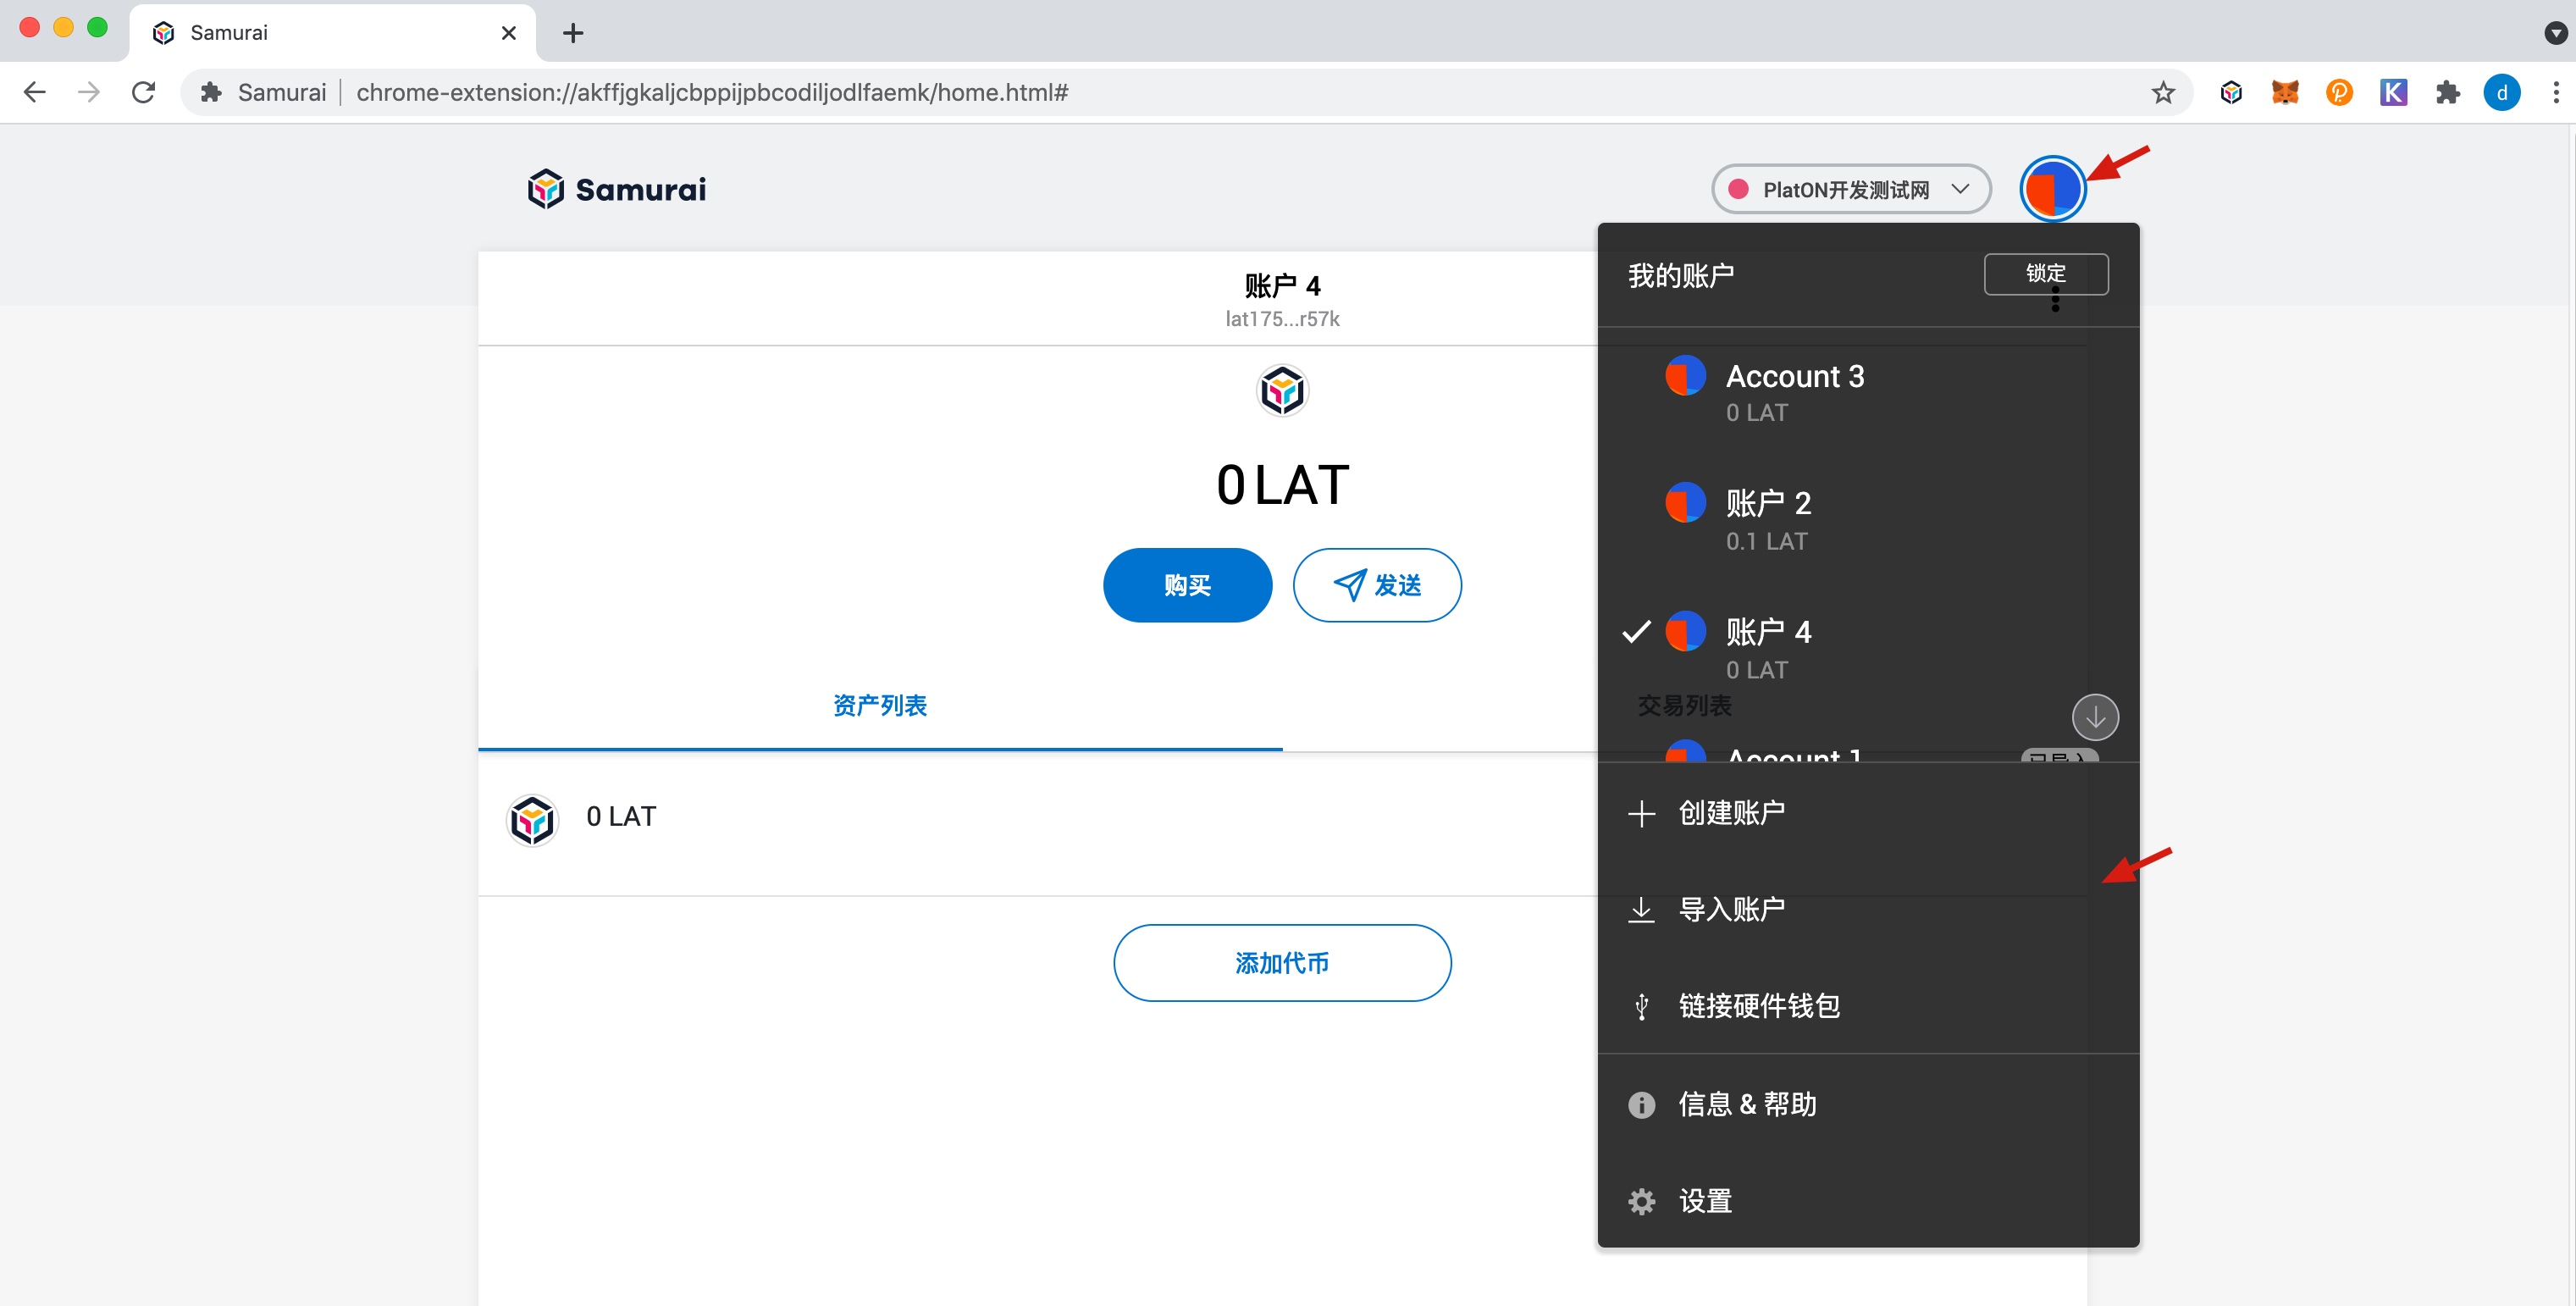 Samurai
Samurai
chrome-extension://akffjgkaljcbppijpbcodiljodlfaemk/home.html#
K
d
Samurai
PlatON开发测试网
账户 4
lat175...r57k
0 LAT
购买
发送
资产列表
0 LAT
添加代币
我的账户
锁定
Account 3
0 LAT
账户 2
0.1 LAT
账户 4
0 LAT
交易列表
Account 1
已导入
创建账户
导入账户
链接硬件钱包
信息 & 帮助
设置